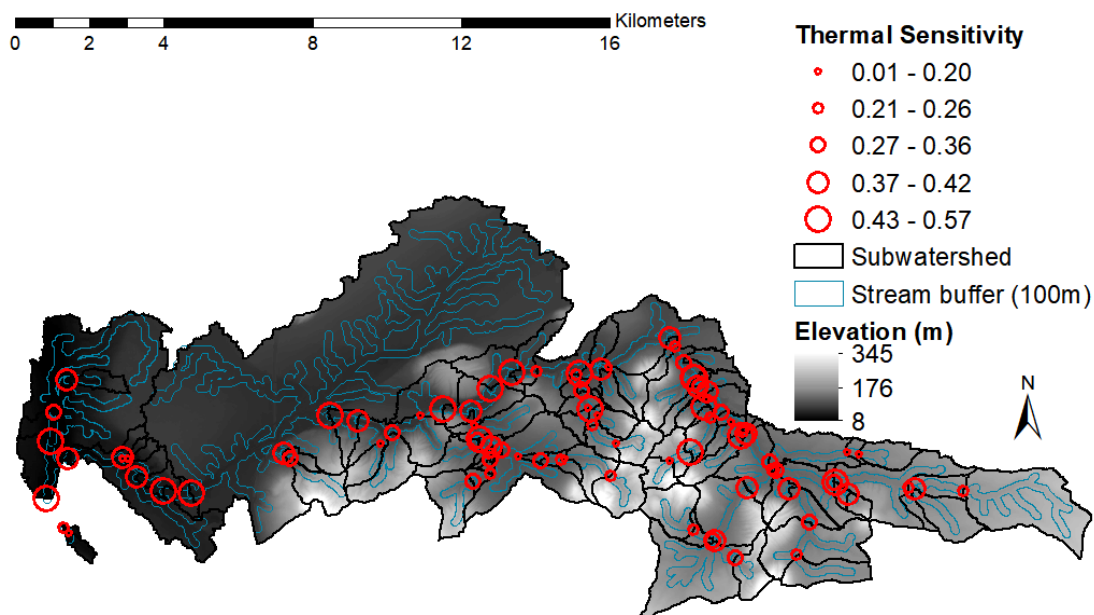 Kilometers
0 2 4 8 12 16
Thermal Sensitivity
0.01 - 0.20
0.21 - 0.26
0.27 - 0.36
0.37 - 0.42
0.43 - 0.57
Subwatershed
Stream buffer (100m)
Elevation (m)
345
176
8
N